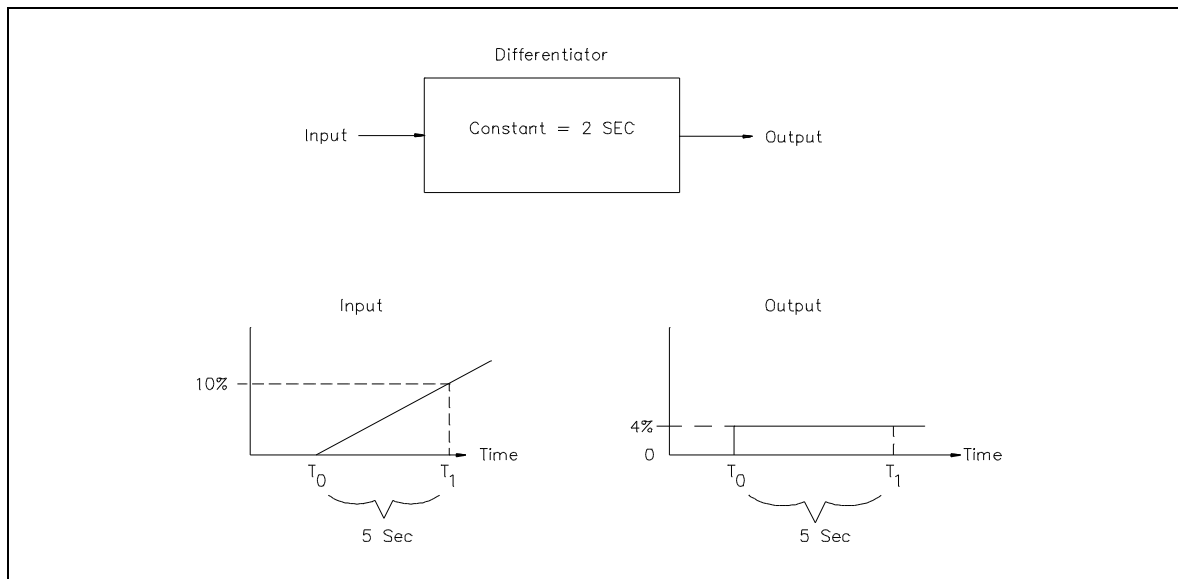 Differentiator
Input
Constant = 2 SEC
Output
Input
10%
Time
T0
T1
5 Sec
Output
4%
0
Time
T0
T1
5 Sec